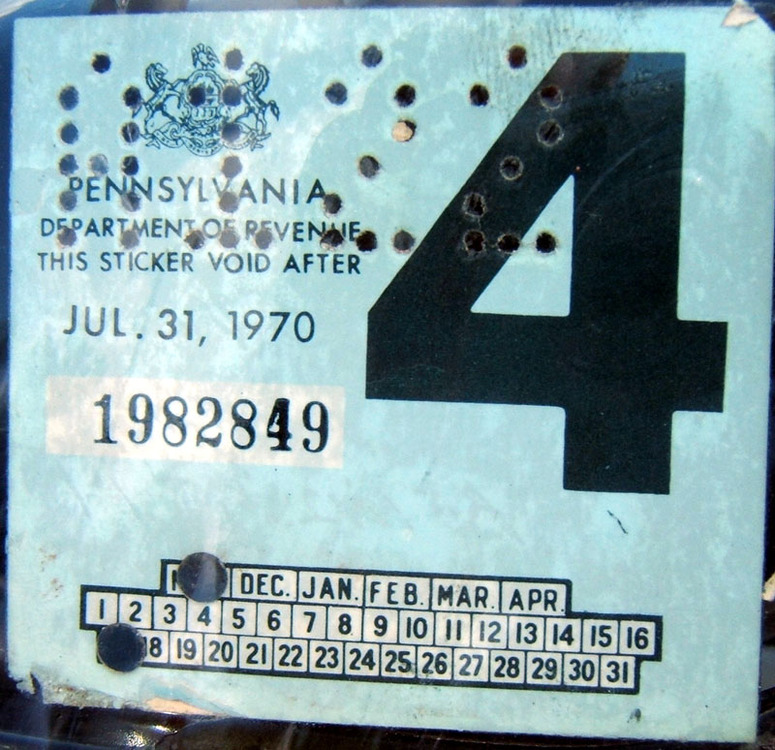 A122
4
PENNSYLVANIA
DEPARTMENT OF REVENUE
THIS STICKER VOID AFTER
JUL. 31, 1970
1982849
DEC. JAN. FEB. MAR. APR.
1 2 3 4 5 6 7 8 9 10 11 12 13 14 15 16
18 19 20 21 22 23 24 25 26 27 28 29 30 31